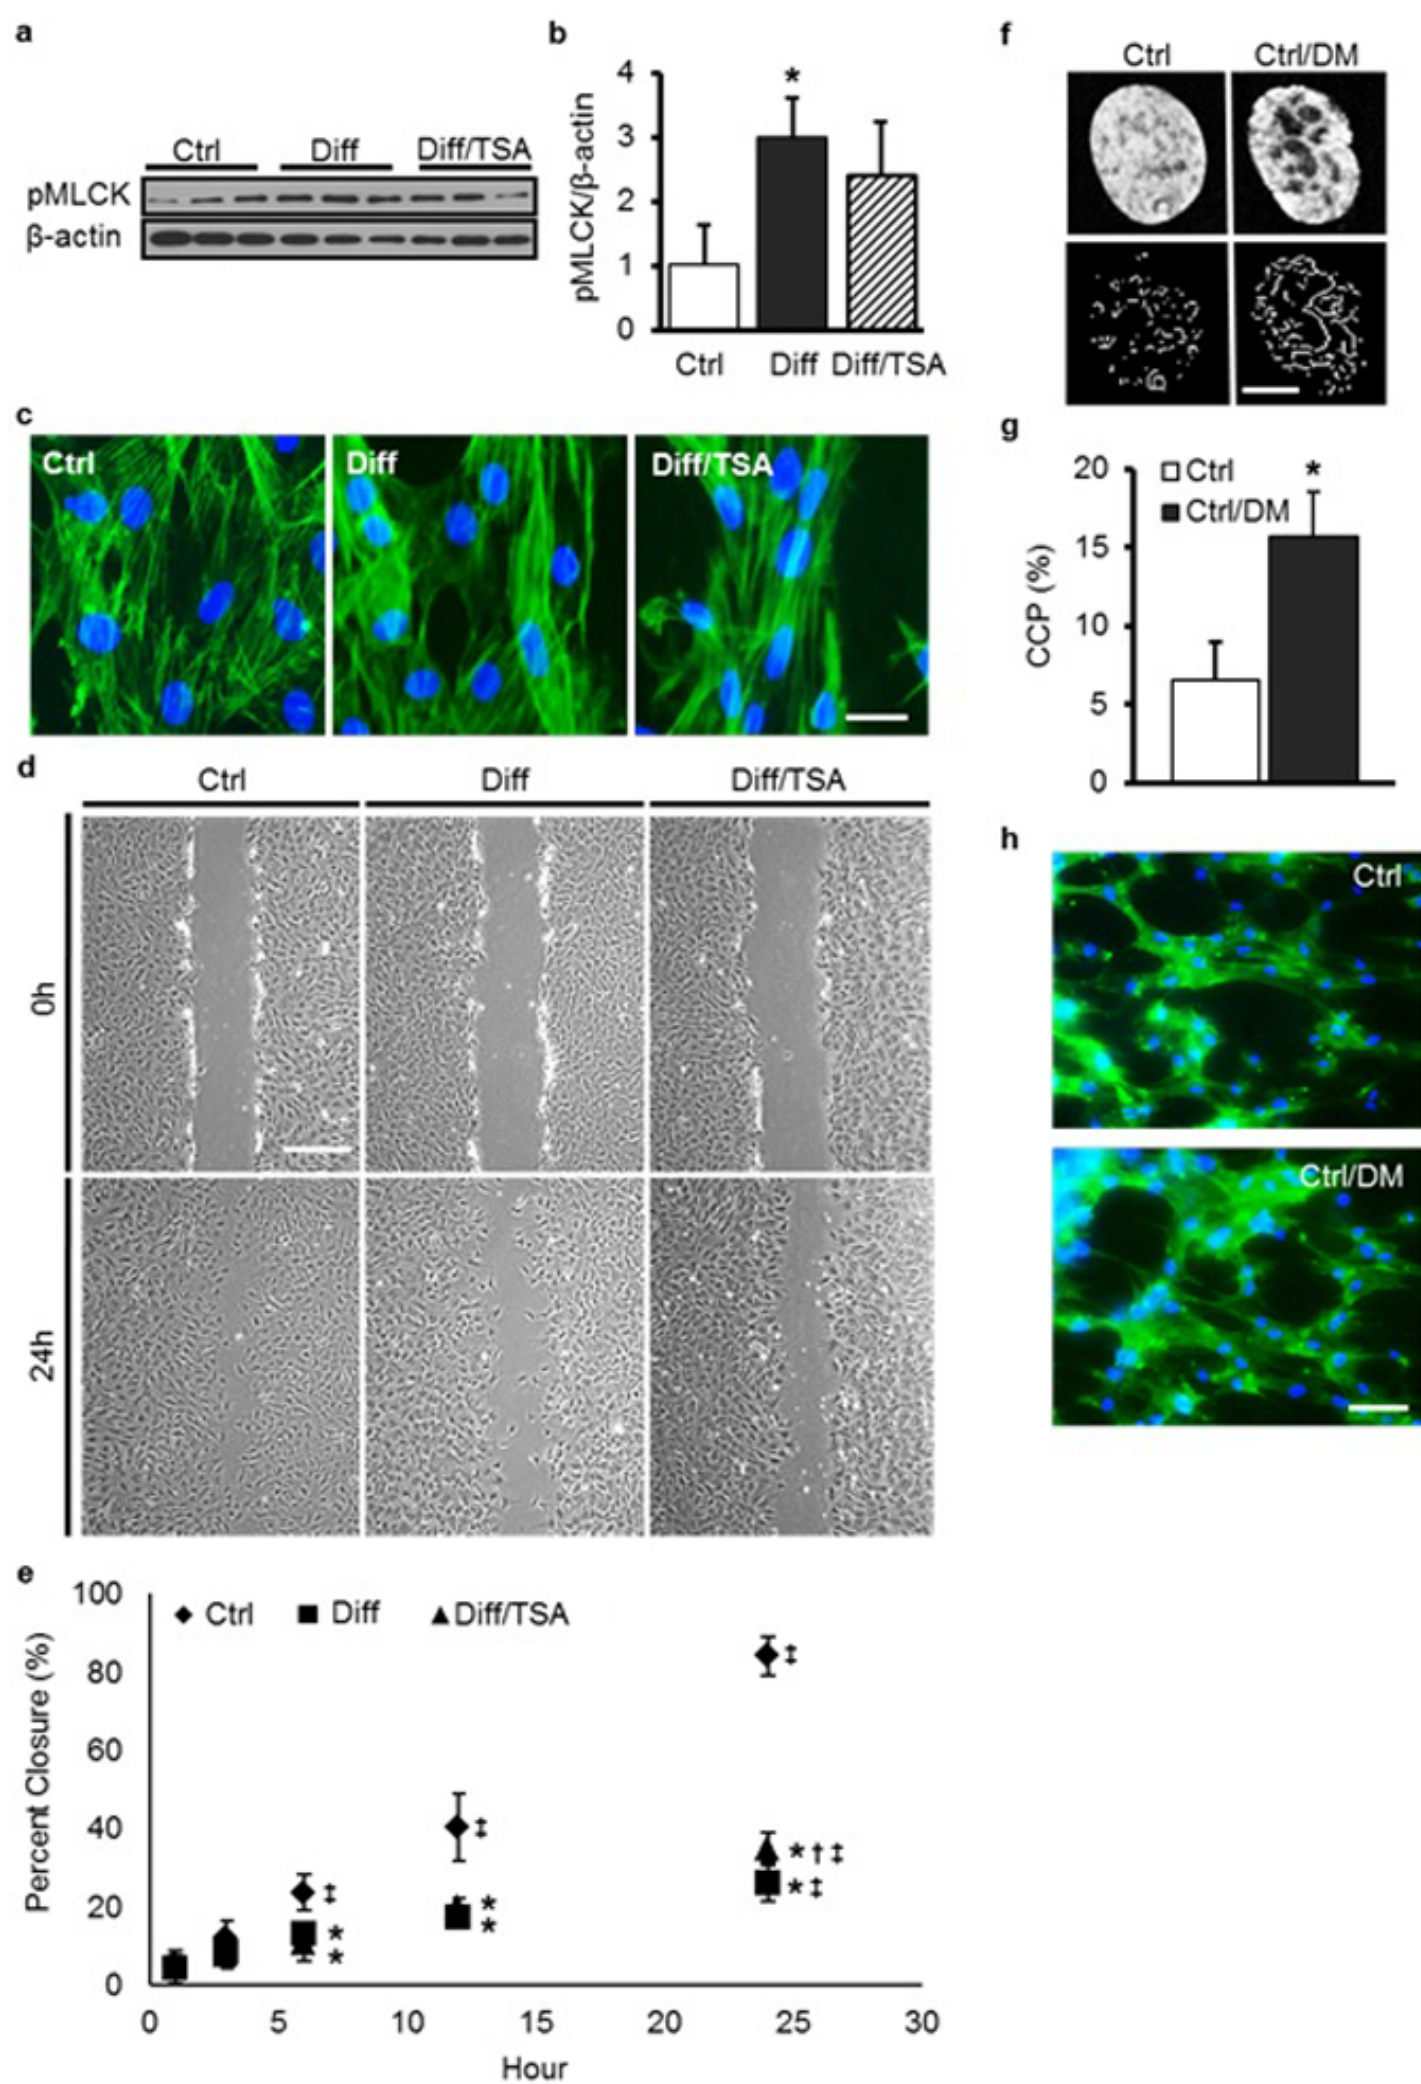 a
Ctrl Diff Diff/TSA
pMLCK
β-actin
b
pMLCK/β-actin
4
3
2
1
0
*
Ctrl Diff Diff/TSA
c
Ctrl
Diff
Diff/TSA
d
Ctrl Diff Diff/TSA
0h
24h
e
Percent Closure (%)
100
80
60
40
20
0
Ctrl Diff Diff/TSA
‡
*
*
‡
*
*
‡
*†‡
*‡
0 5 10 15 20 25 30
Hour
f
Ctrl Ctrl/DM
g
CCP (%)
20
15
10
5
0
Ctrl
Ctrl/DM
*
h
Ctrl
Ctrl/DM